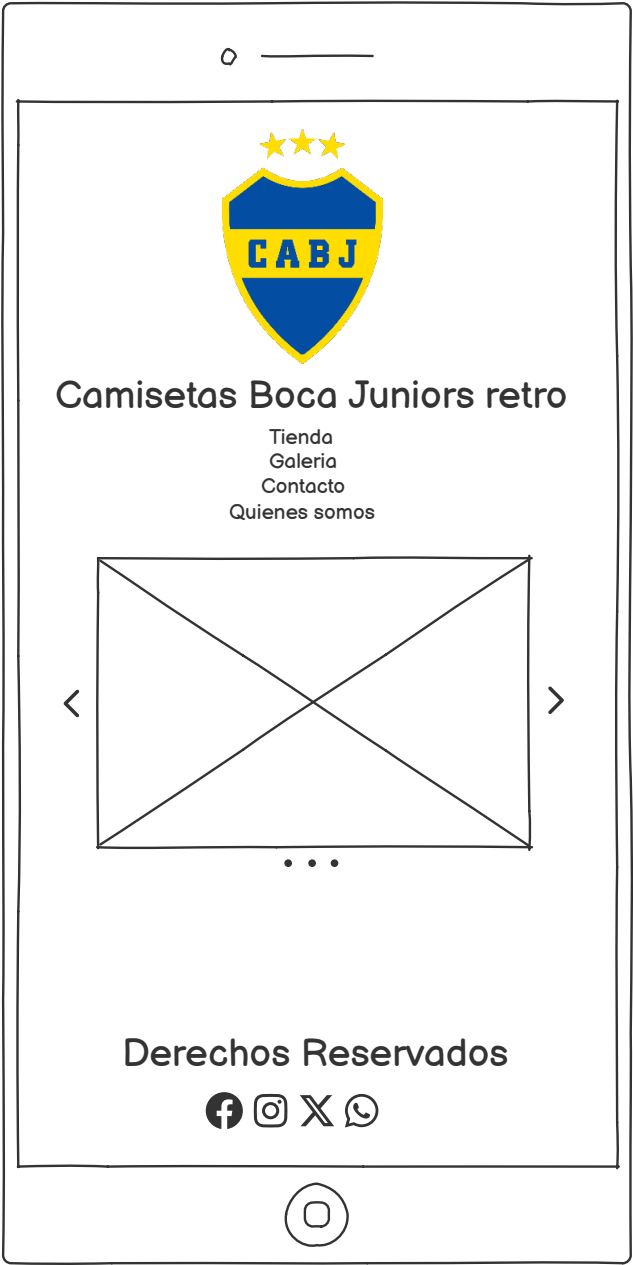 CABJ
Camisetas Boca Juniors retro
Tienda
Galeria
Contacto
Quienes somos
Derechos Reservados